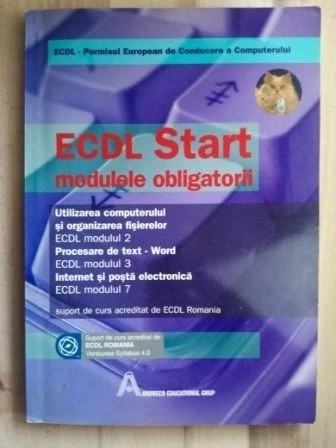 ECDL - Permisul European de Conducere a Computerului
ECDL Start
modulele obligatorii
Utilizarea computerului
și organizarea fișierelor
ECDL modulul 2
Procesare de text - Word
ECDL modulul 3
Internet și poștă electronică
ECDL modulul 7
suport de curs acreditat de ECDL Romania
Suport de curs acreditat de
ECDL ROMANIA
Versiunea Syllabus 4.0
ANDRECO EDUCATIONAL GRUP